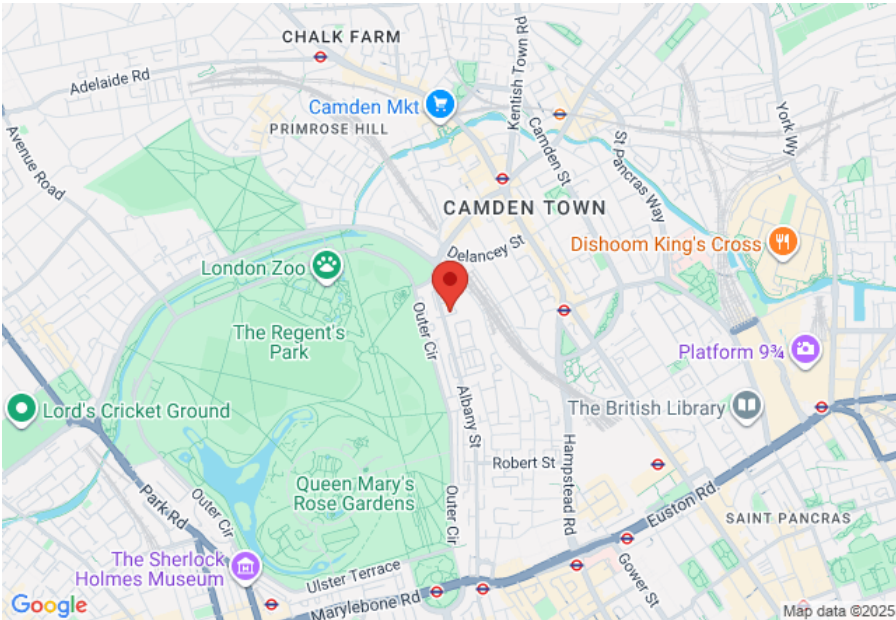 CHALK FARM
Adelaide Rd
Camden Mkt
Kentish Town Rd
York Wy
PRIMROSE HILL
Camden St
St Pancras Way
Avenue Road
CAMDEN TOWN
Delancey St
Dishoom King's Cross
London Zoo
The Regent's
Park
Outer Cir
Platform 9¾
Lord's Cricket Ground
Albany St
The British Library
Robert St
Hampstead Rd
Queen Mary's
Rose Gardens
Park Rd
Outer Cir
Outer Cir
Euston Rd
SAINT PANCRAS
The Sherlock
Holmes Museum
Ulster Terrace
Gower St
Marylebone Rd
Google
Map data ©2025